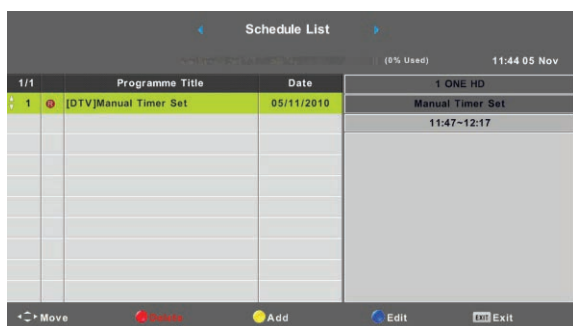 Schedule List
(0% Used) 11:44 05 Nov
1/1 Programme Title Date 1 ONE HD
1 R [DTV]Manual Timer Set 05/11/2010 Manual Timer Set
11:47~12:17
Move Delete Add Edit EXIT Exit